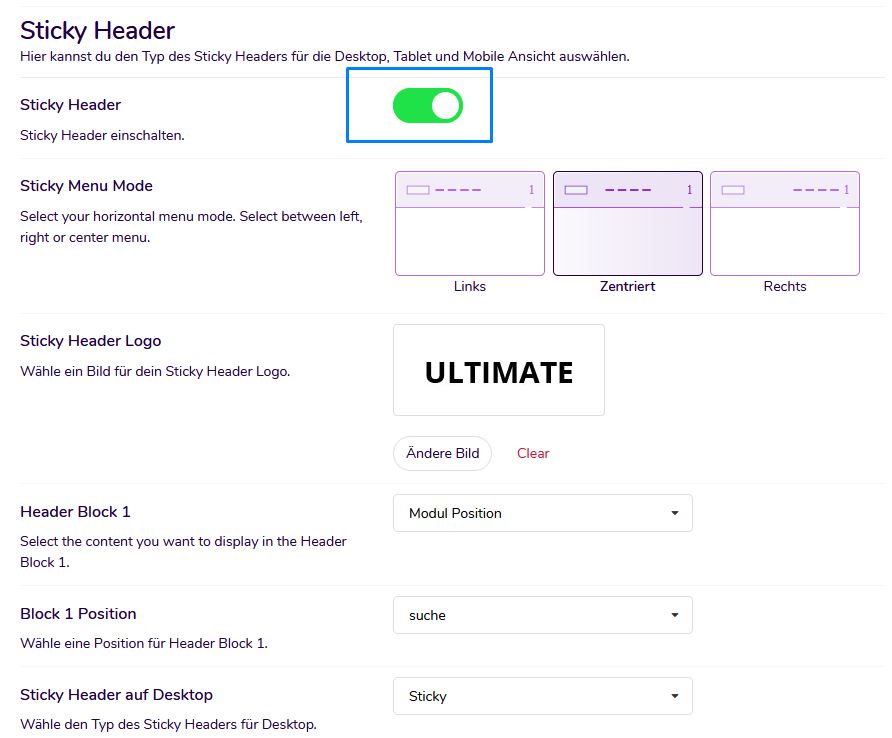 Sticky Header
Hier kannst du den Typ des Sticky Headers für die Desktop, Tablet und Mobile Ansicht auswählen.
Sticky Header
Sticky Header einschalten.
Sticky Menu Mode
Select your horizontal menu mode. Select between left,
right or center menu.
1
1
1
Links
Zentriert
Rechts
Sticky Header Logo
Wähle ein Bild für dein Sticky Header Logo.
ULTIMATE
Ändere Bild
Clear
Header Block 1
Select the content you want to display in the Header
Block 1.
Modul Position
Block 1 Position
Wähle eine Position für Header Block 1.
suche
Sticky Header auf Desktop
Wähle den Typ des Sticky Headers für Desktop.
Sticky